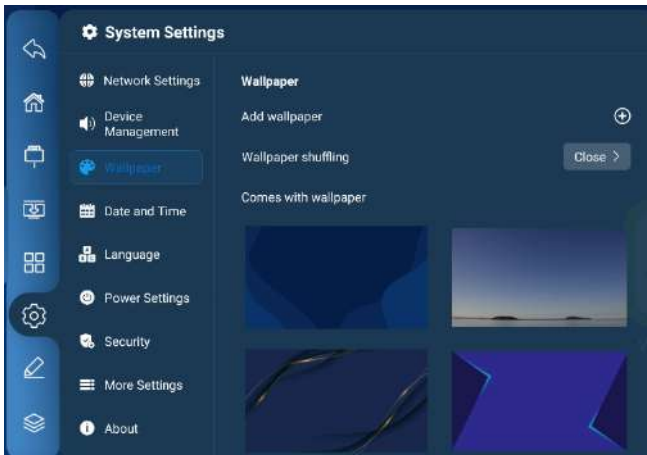 System Settings
Network Settings
Device
Management
Wallpaper
Date and Time
Language
Power Settings
Security
More Settings
About
Wallpaper
Add wallpaper
Wallpaper shuffling
Close >
Comes with wallpaper